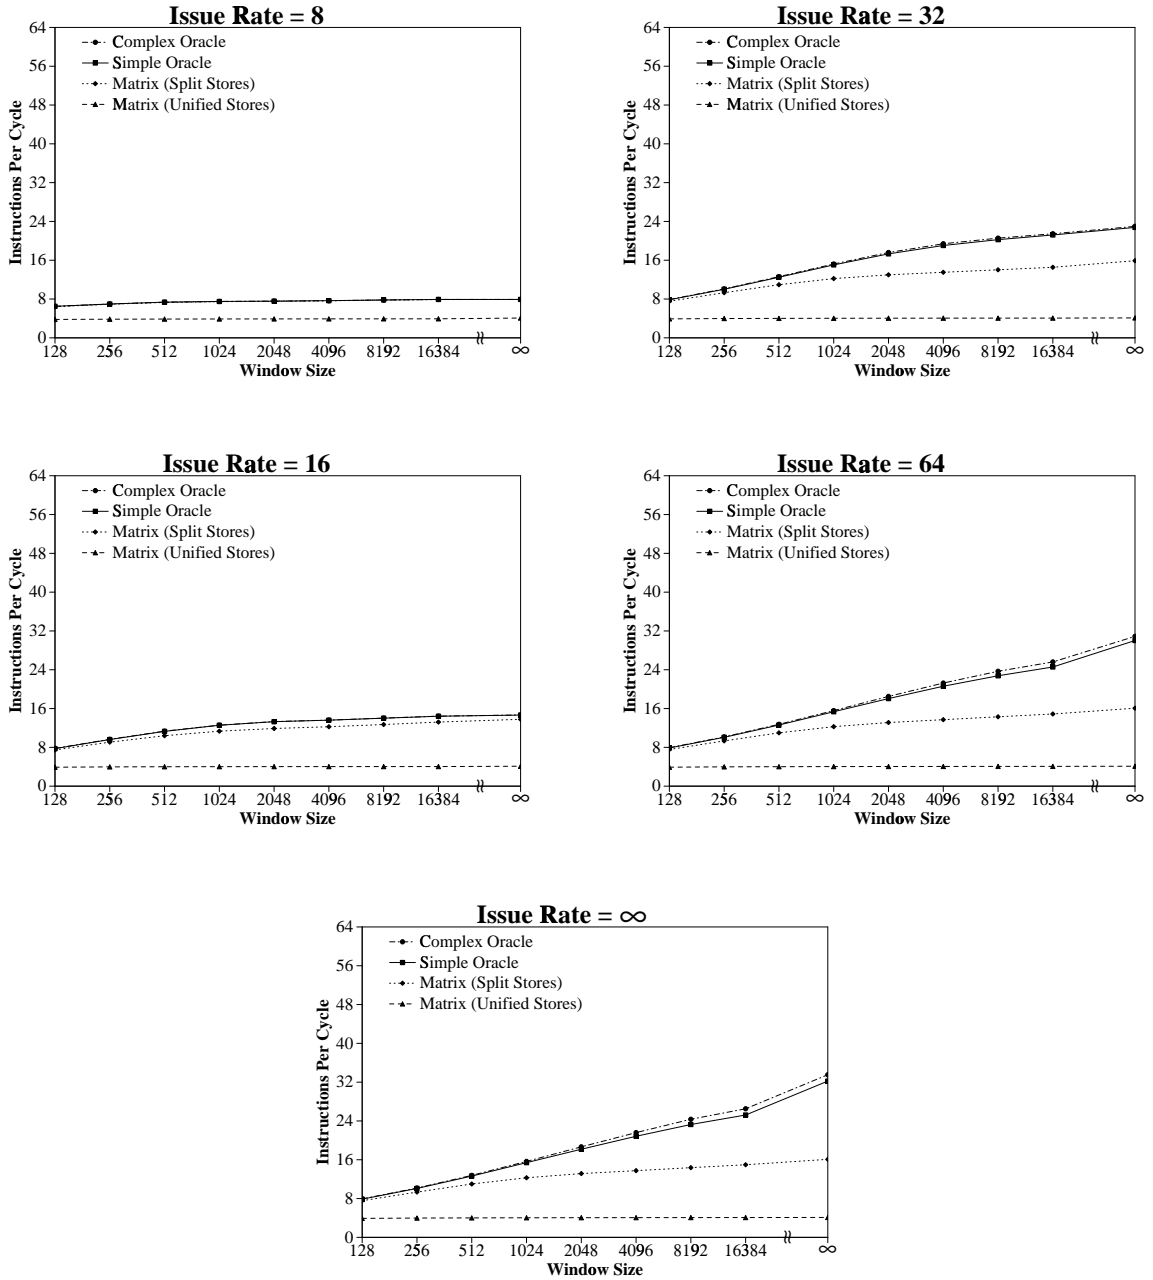 Issue Rate = 8
64
56
48
40
32
24
16
8
0
Instructions Per Cycle
Complex Oracle
Simple Oracle
Matrix (Split Stores)
Matrix (Unified Stores)
128 256 512 1024 2048 4096 8192 16384 ∞
Window Size
Issue Rate = 32
64
56
48
40
32
24
16
8
0
Instructions Per Cycle
Complex Oracle
Simple Oracle
Matrix (Split Stores)
Matrix (Unified Stores)
128 256 512 1024 2048 4096 8192 16384 ∞
Window Size
Issue Rate = 16
64
56
48
40
32
24
16
8
0
Instructions Per Cycle
Complex Oracle
Simple Oracle
Matrix (Split Stores)
Matrix (Unified Stores)
128 256 512 1024 2048 4096 8192 16384 ∞
Window Size
Issue Rate = 64
64
56
48
40
32
24
16
8
0
Instructions Per Cycle
Complex Oracle
Simple Oracle
Matrix (Split Stores)
Matrix (Unified Stores)
128 256 512 1024 2048 4096 8192 16384 ∞
Window Size
Issue Rate = ∞
64
56
48
40
32
24
16
8
0
Instructions Per Cycle
Complex Oracle
Simple Oracle
Matrix (Split Stores)
Matrix (Unified Stores)
128 256 512 1024 2048 4096 8192 16384 ∞
Window Size